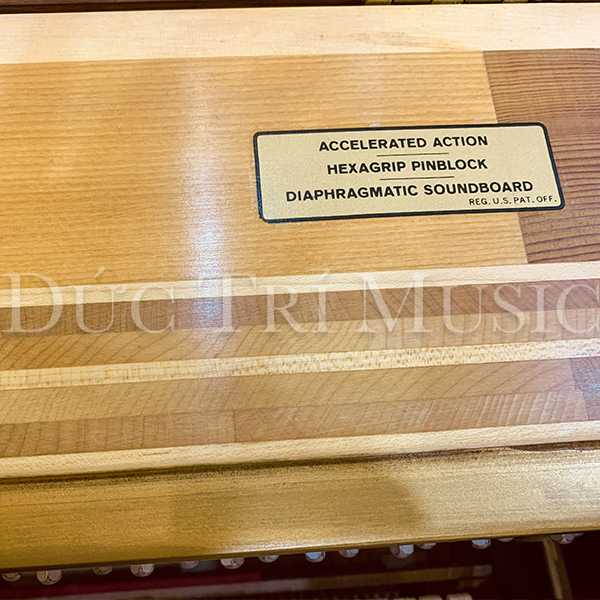 ACCELERATED ACTION
HEXAGRIP PINBLOCK
DIAPHRAGMATIC SOUNDBOARD
REG. U.S. PAT. OFF.
ĐỨC TRÍ MUSIC